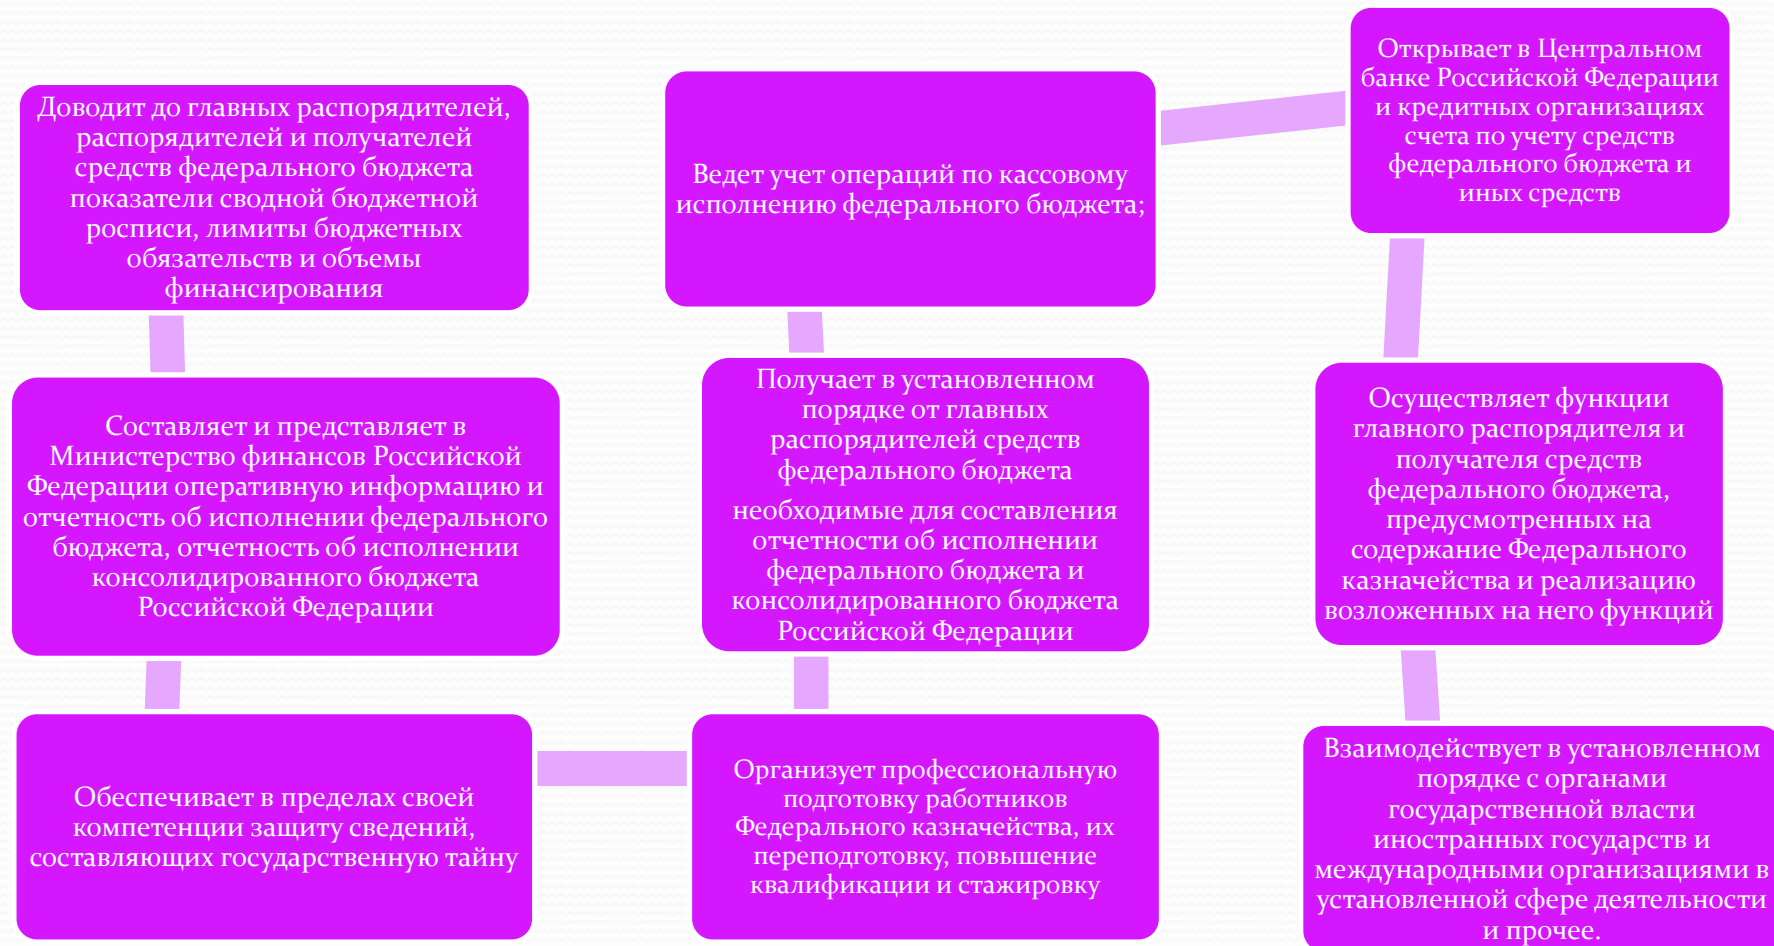 Доводит до главных распорядителей,
распорядителей и получателей
средств федерального бюджета
показатели сводной бюджетной
росписи, лимиты бюджетных
обязательств и объемы
финансирования
Составляет и представляет в
Министерство финансов Российской
Федерации оперативную информацию и
отчетность об исполнении федерального
бюджета, отчетность об исполнении
консолидированного бюджета
Российской Федерации
Обеспечивает в пределах своей
компетенции защиту сведений,
составляющих государственную тайну
Организует профессиональную
подготовку работников
Федерального казначейства, их
переподготовку, повышение
квалификации и стажировку
Получает в установленном
порядке от главных
распорядителей средств
федерального бюджета
необходимые для составления
отчетности об исполнении
федерального бюджета и
консолидированного бюджета
Российской Федерации
Ведет учет операций по кассовому
исполнению федерального бюджета;
Открывает в Центральном
банке Российской Федерации
и кредитных организациях
счета по учету средств
федерального бюджета и
иных средств
Осуществляет функции
главного распорядителя и
получателя средств
федерального бюджета,
предусмотренных на
содержание Федерального
казначейства и реализацию
возложенных на него функций
Взаимодействует в установленном
порядке с органами
государственной власти
иностранных государств и
международными организациями в
установленной сфере деятельности
и прочее.